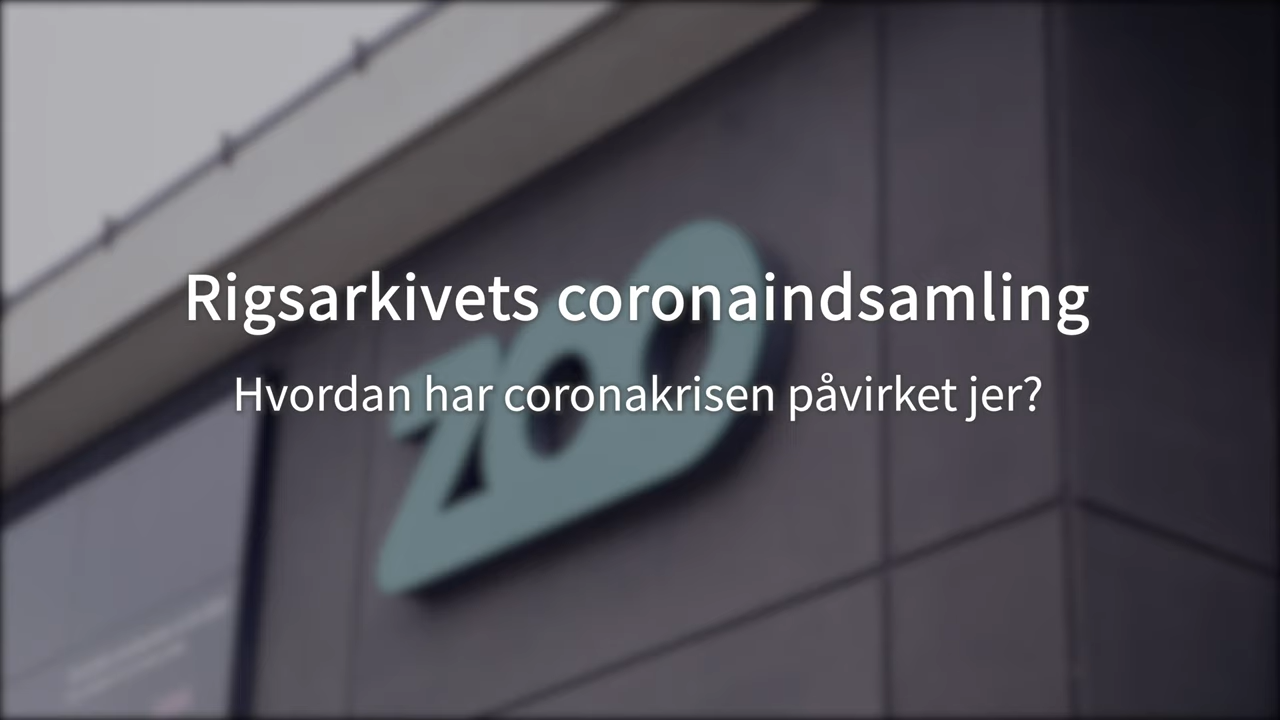 Rigsarkivets coronaindsamling
Hvordan har coronakrisen påvirket jer?
ZOO